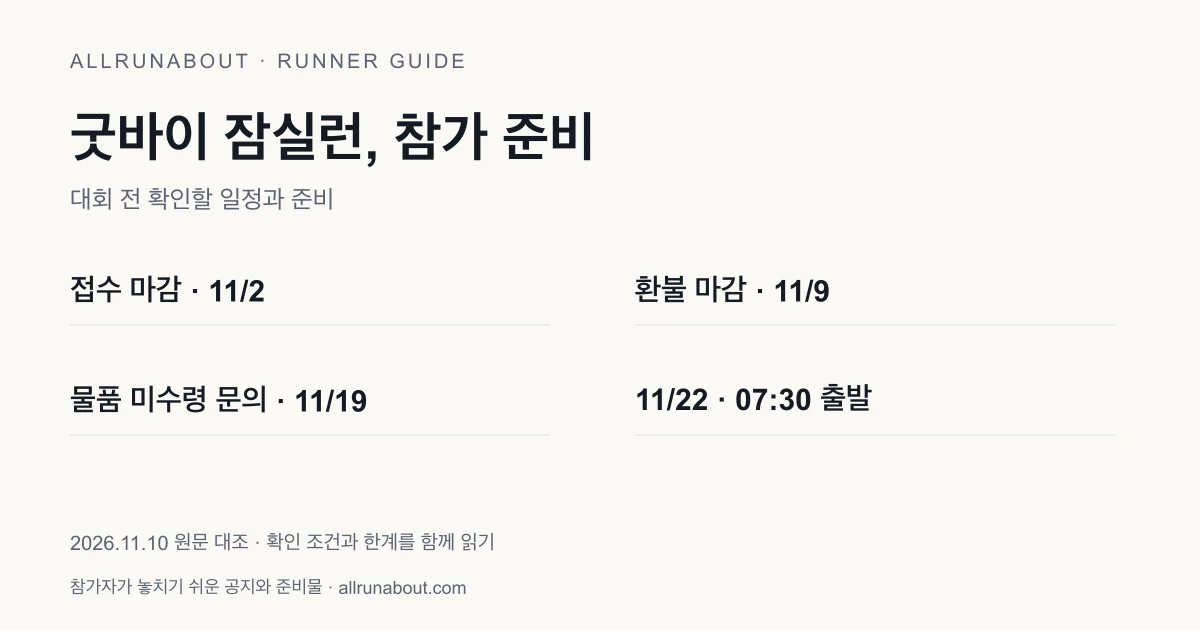 ALLRUNABOUT · RUNNER GUIDE
굿바이 잠실런, 참가 준비
대회 전 확인할 일정과 준비
접수 마감 · 11/2
환불 마감 · 11/9
물품 미수령 문의 · 11/19
11/22 · 07:30 출발
2026.11.10 원문 대조 · 확인 조건과 한계를 함께 읽기
참가자가 놓치기 쉬운 공지와 준비물 · allrunabout.com